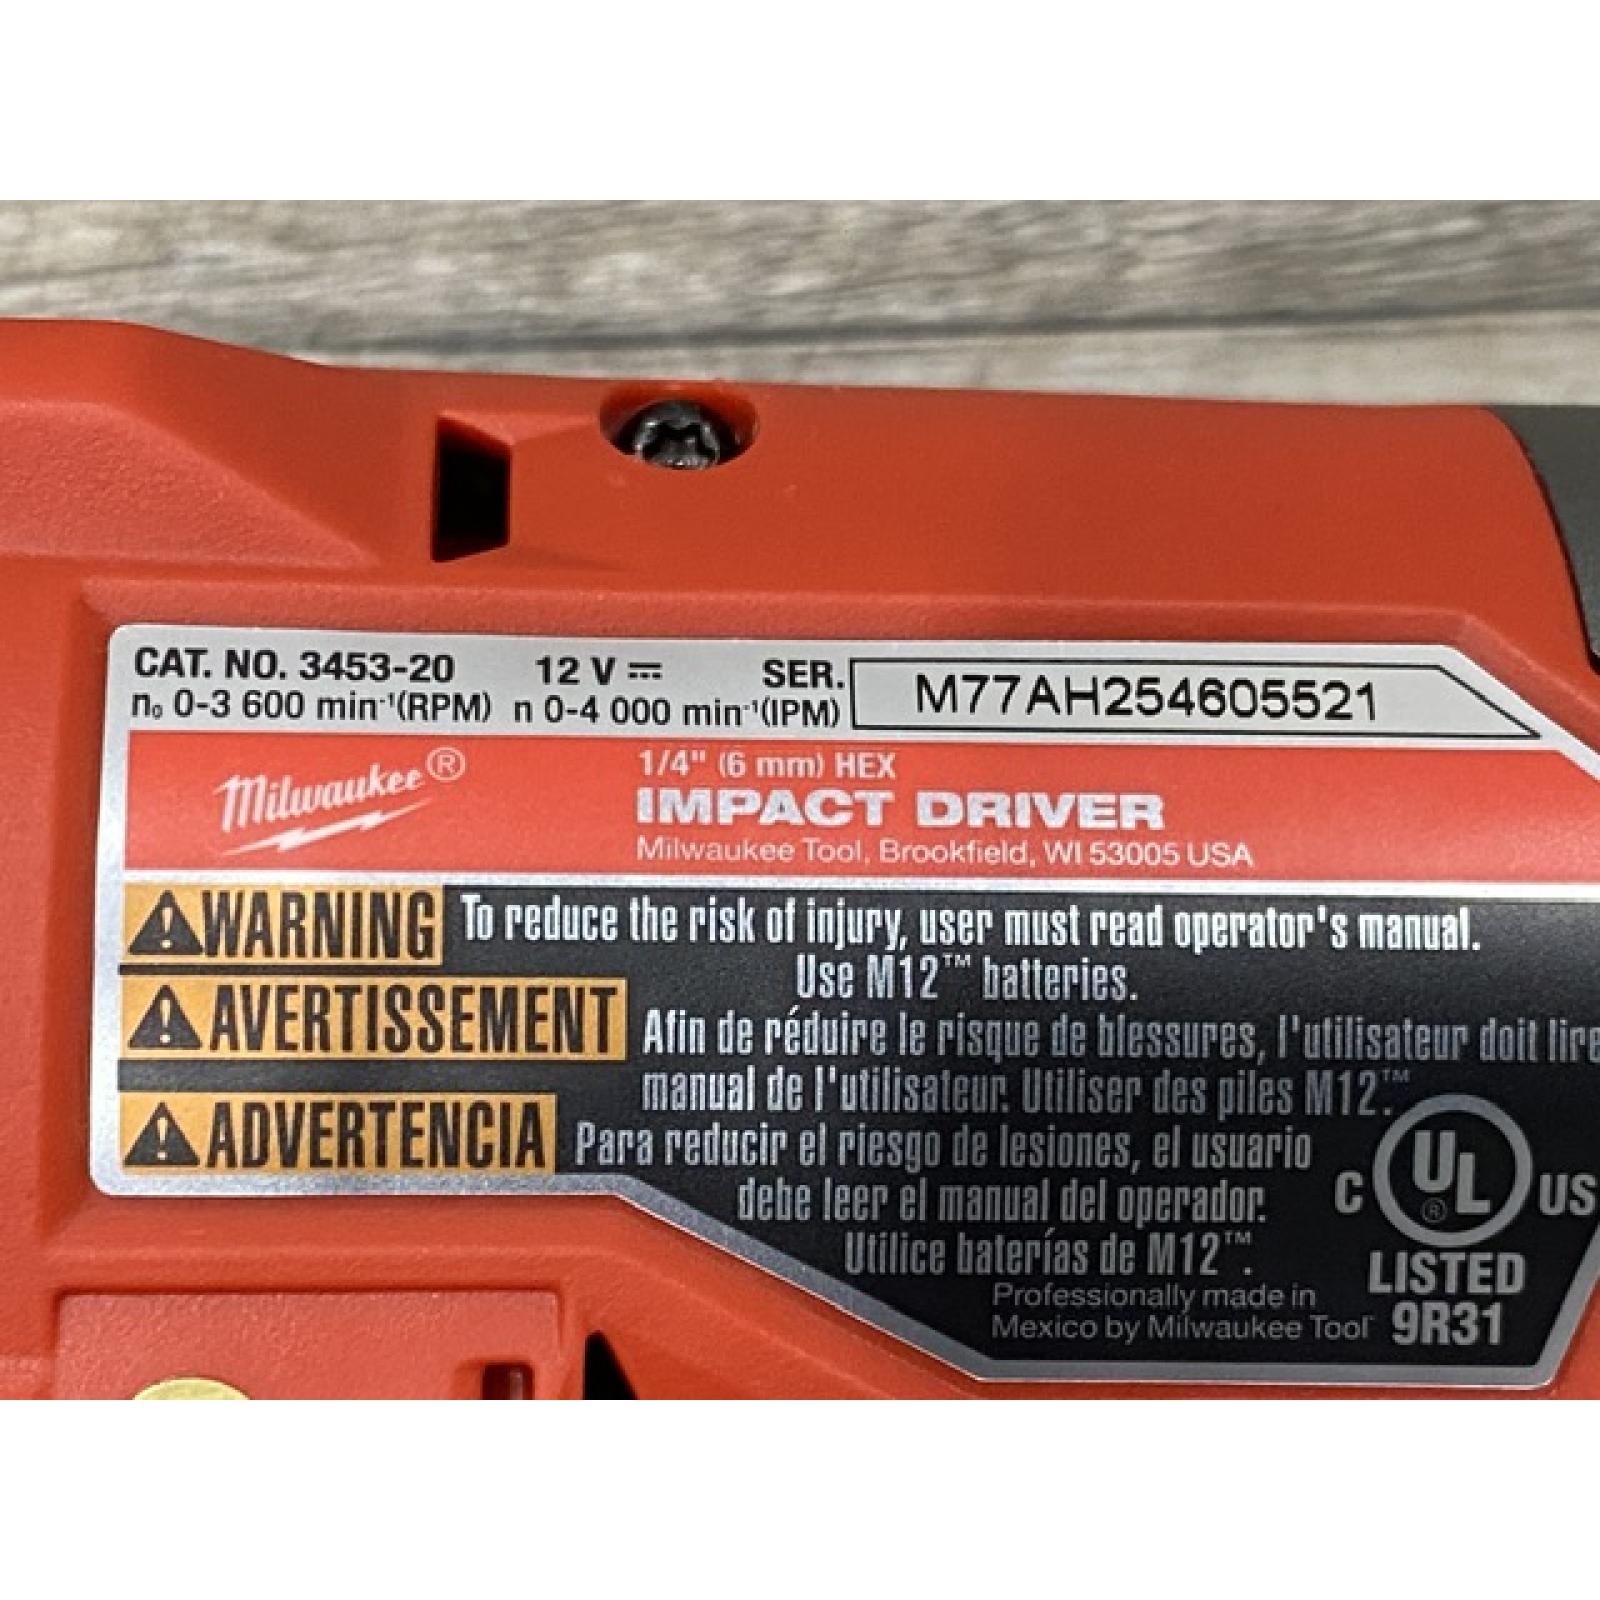 CAT. NO. 3453-20 12 V ⎓ SER. M77AH254605521
n₀ 0-3 600 min⁻¹(RPM) n 0-4 000 min⁻¹(IPM)
Milwaukee®
1/4" (6 mm) HEX
IMPACT DRIVER
Milwaukee Tool, Brookfield, WI 53005 USA
⚠WARNING To reduce the risk of injury, user must read operator's manual.
Use M12™ batteries.
⚠AVERTISSEMENT Afin de réduire le risque de blessures, l'utilisateur doit lire
manual de l'utilisateur. Utiliser des piles M12™.
⚠ADVERTENCIA Para reducir el riesgo de lesiones, el usuario
debe leer el manual del operador.
Utilice baterías de M12™.
Professionally made in
Mexico by Milwaukee Tool
C UL® US
LISTED
9R31